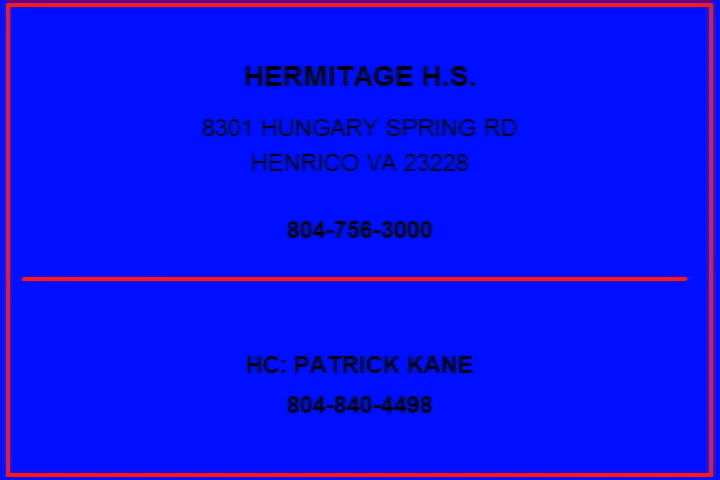 HERMITAGE H.S.
8301 HUNGARY SPRING RD
HENRICO VA 23228
804-756-3000
HC: PATRICK KANE
804-840-4498